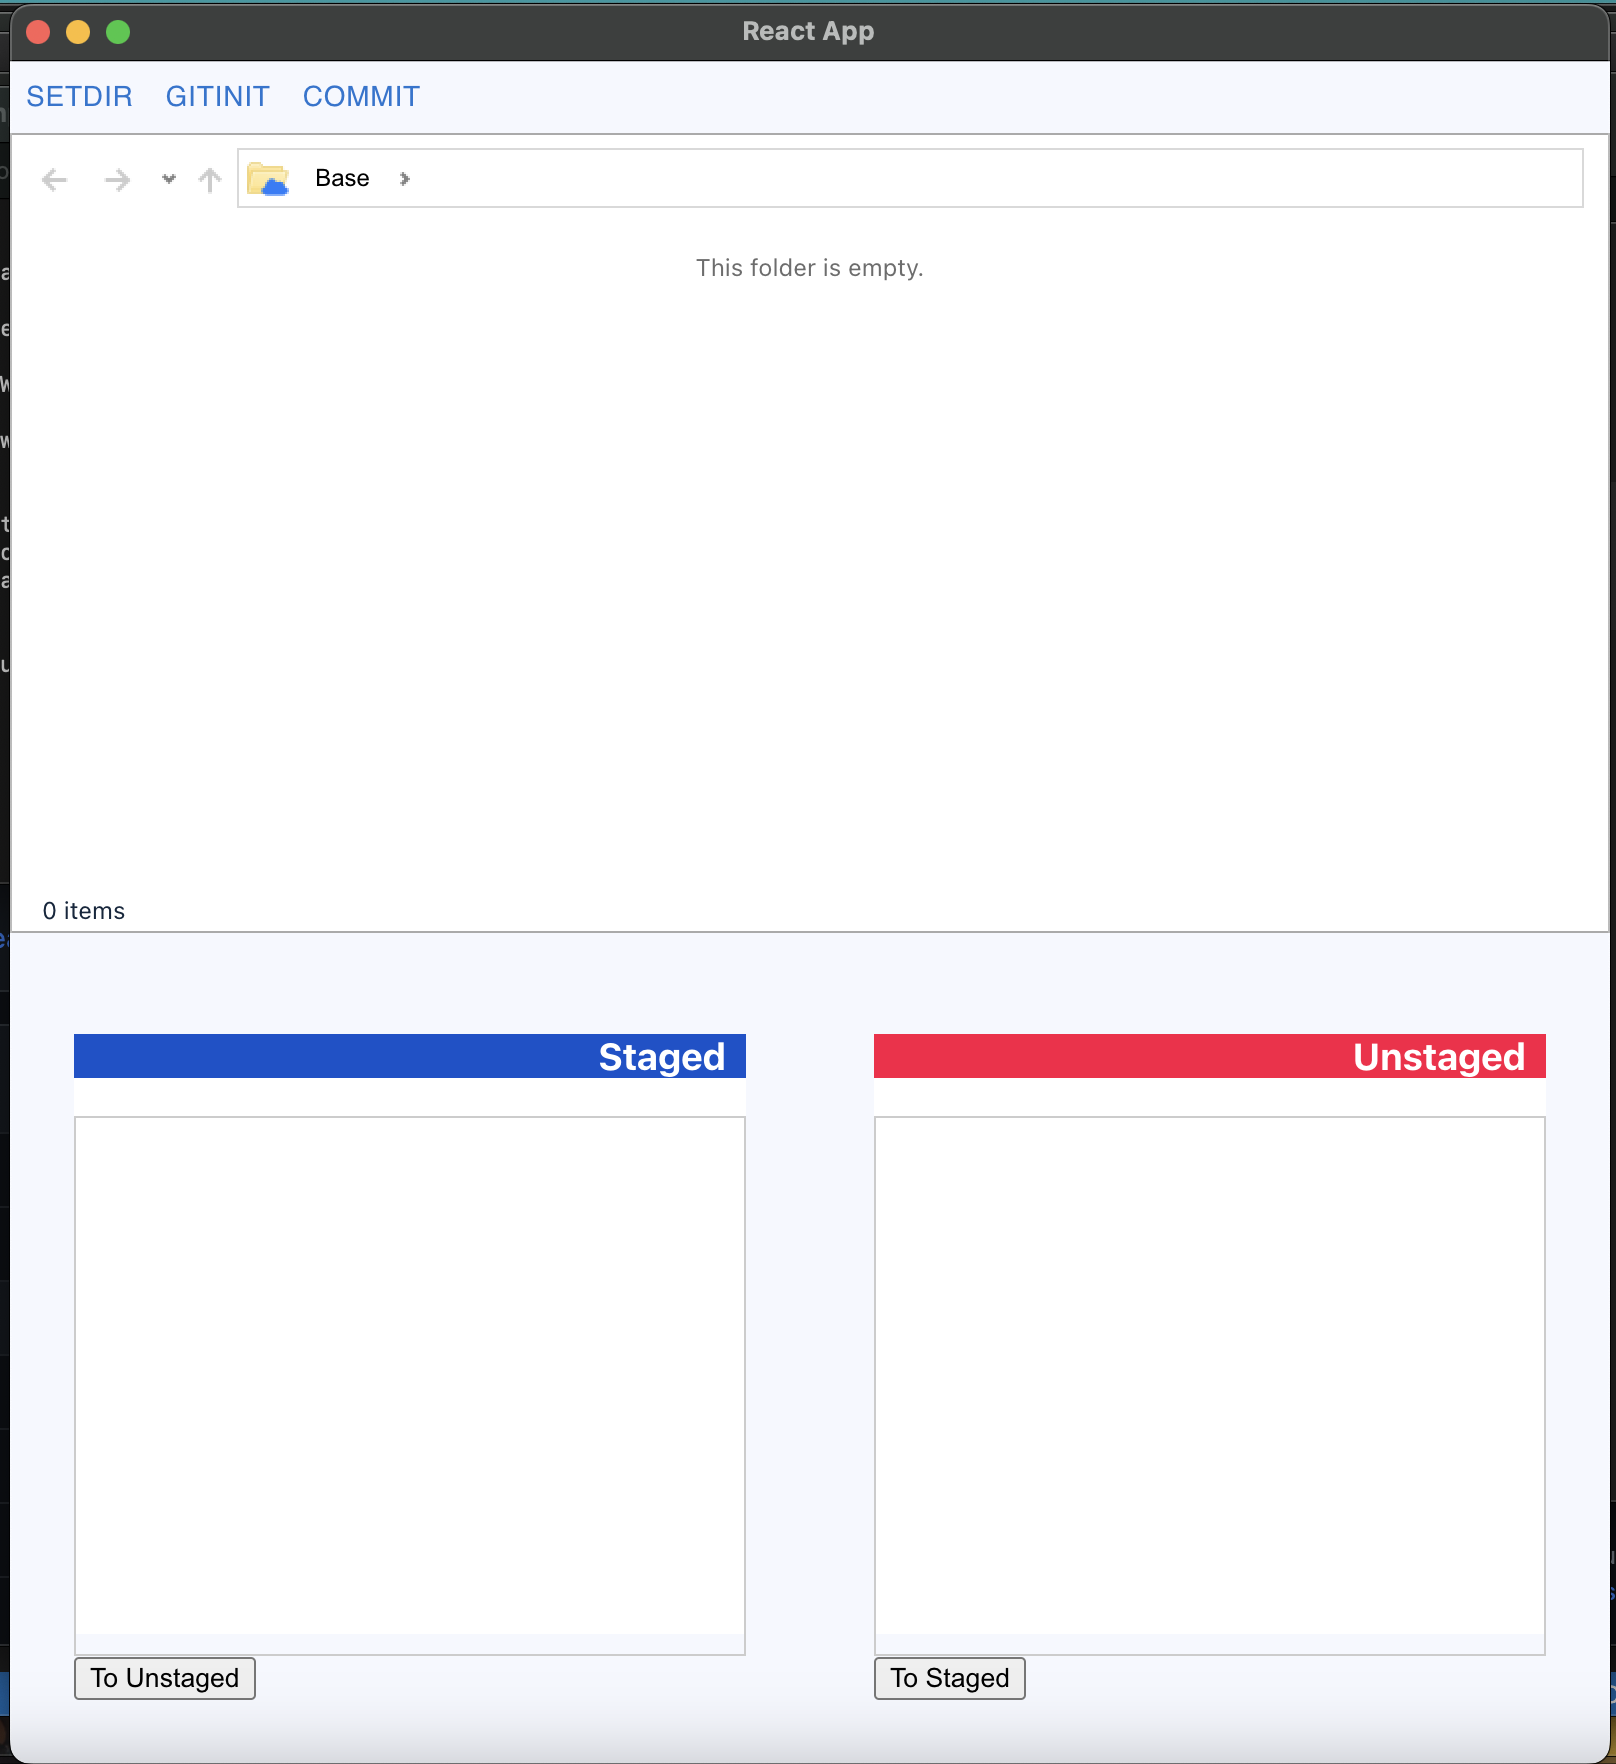 React App
SETDIR GITINIT COMMIT
Base
This folder is empty.
0 items
Staged Unstaged
To Unstaged To Staged